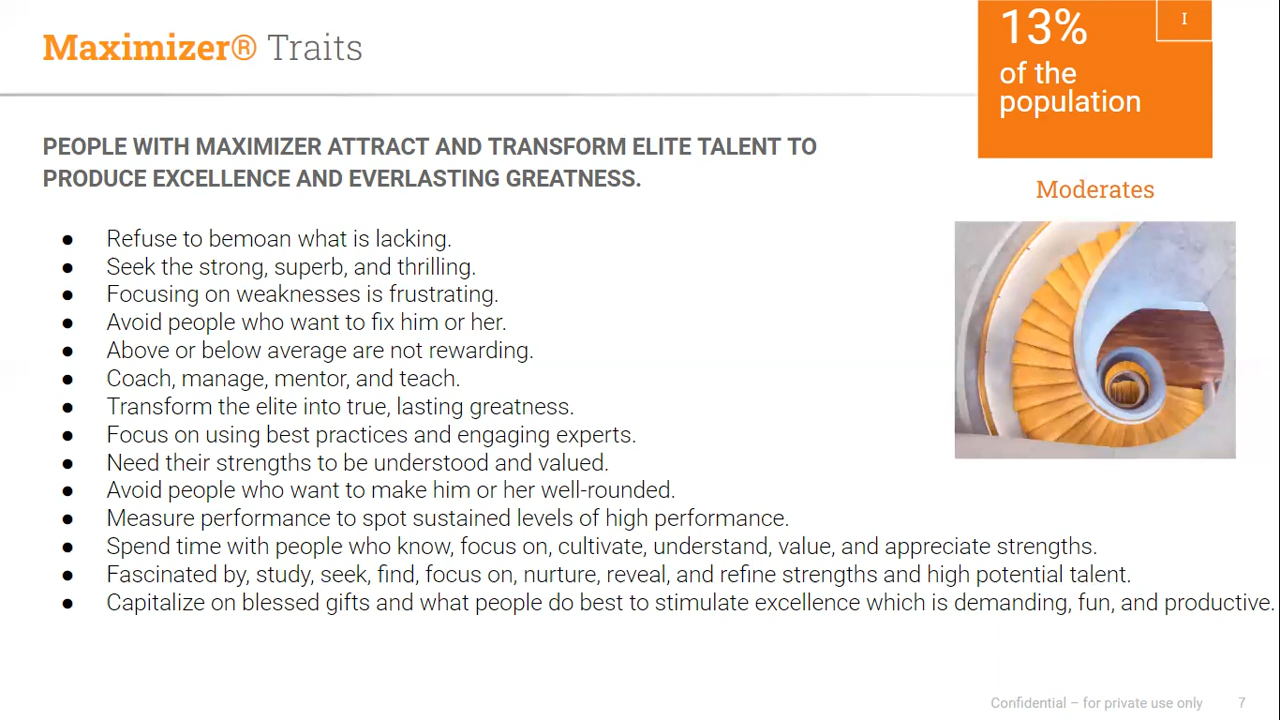 Maximizer® Traits
13%
I
of the
population
PEOPLE WITH MAXIMIZER ATTRACT AND TRANSFORM ELITE TALENT TO
PRODUCE EXCELLENCE AND EVERLASTING GREATNESS.
Moderates
● Refuse to bemoan what is lacking.
● Seek the strong, superb, and thrilling.
● Focusing on weaknesses is frustrating.
● Avoid people who want to fix him or her.
● Above or below average are not rewarding.
● Coach, manage, mentor, and teach.
● Transform the elite into true, lasting greatness.
● Focus on using best practices and engaging experts.
● Need their strengths to be understood and valued.
● Avoid people who want to make him or her well-rounded.
● Measure performance to spot sustained levels of high performance.
● Spend time with people who know, focus on, cultivate, understand, value, and appreciate strengths.
● Fascinated by, study, seek, find, focus on, nurture, reveal, and refine strengths and high potential talent.
● Capitalize on blessed gifts and what people do best to stimulate excellence which is demanding, fun, and productive.
Confidential – for private use only 7